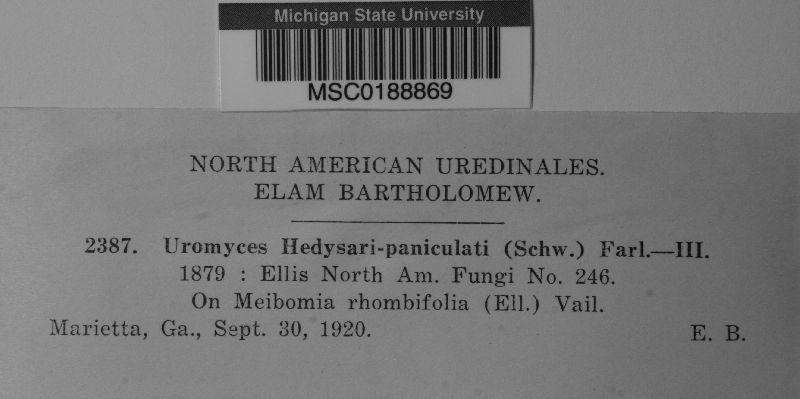 Michigan State University
MSC0188869
NORTH AMERICAN UREDINALES.
ELAM BARTHOLOMEW.
2387. Uromyces Hedysari-paniculati (Schw.) Farl.—III.
1879 : Ellis North Am. Fungi No. 246.
On Meibomia rhombifolia (Ell.) Vail.
Marietta, Ga., Sept. 30, 1920. E. B.